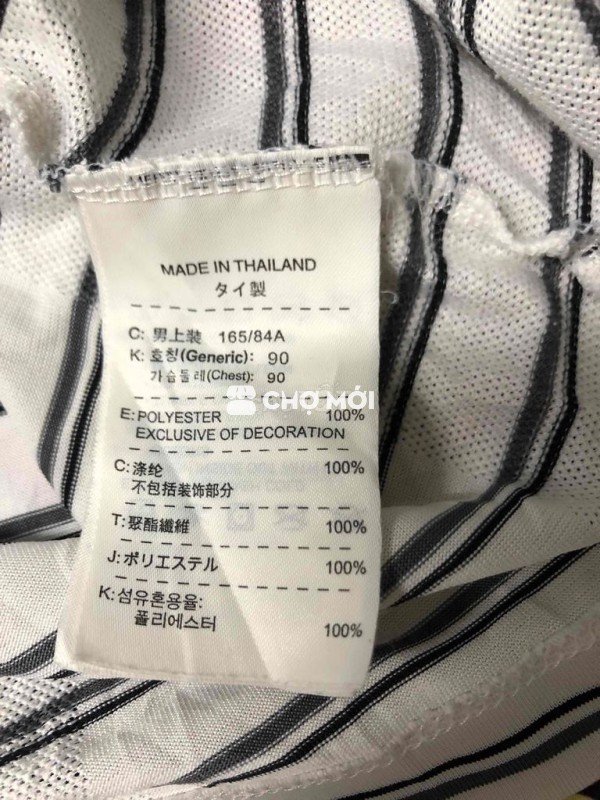 MADE IN THAILAND
タイ製
C: 男上裝 165/84A
K: 호칭(Generic): 90
가슴둘레(Chest): 90
CHỢ MỚI
E: POLYESTER 100%
EXCLUSIVE OF DECORATION
C: 涤纶 100%
不包括装饰部分
T: 聚酯纖維 100%
J: ポリエステル 100%
K: 섬유혼용율:
폴리에스터 100%